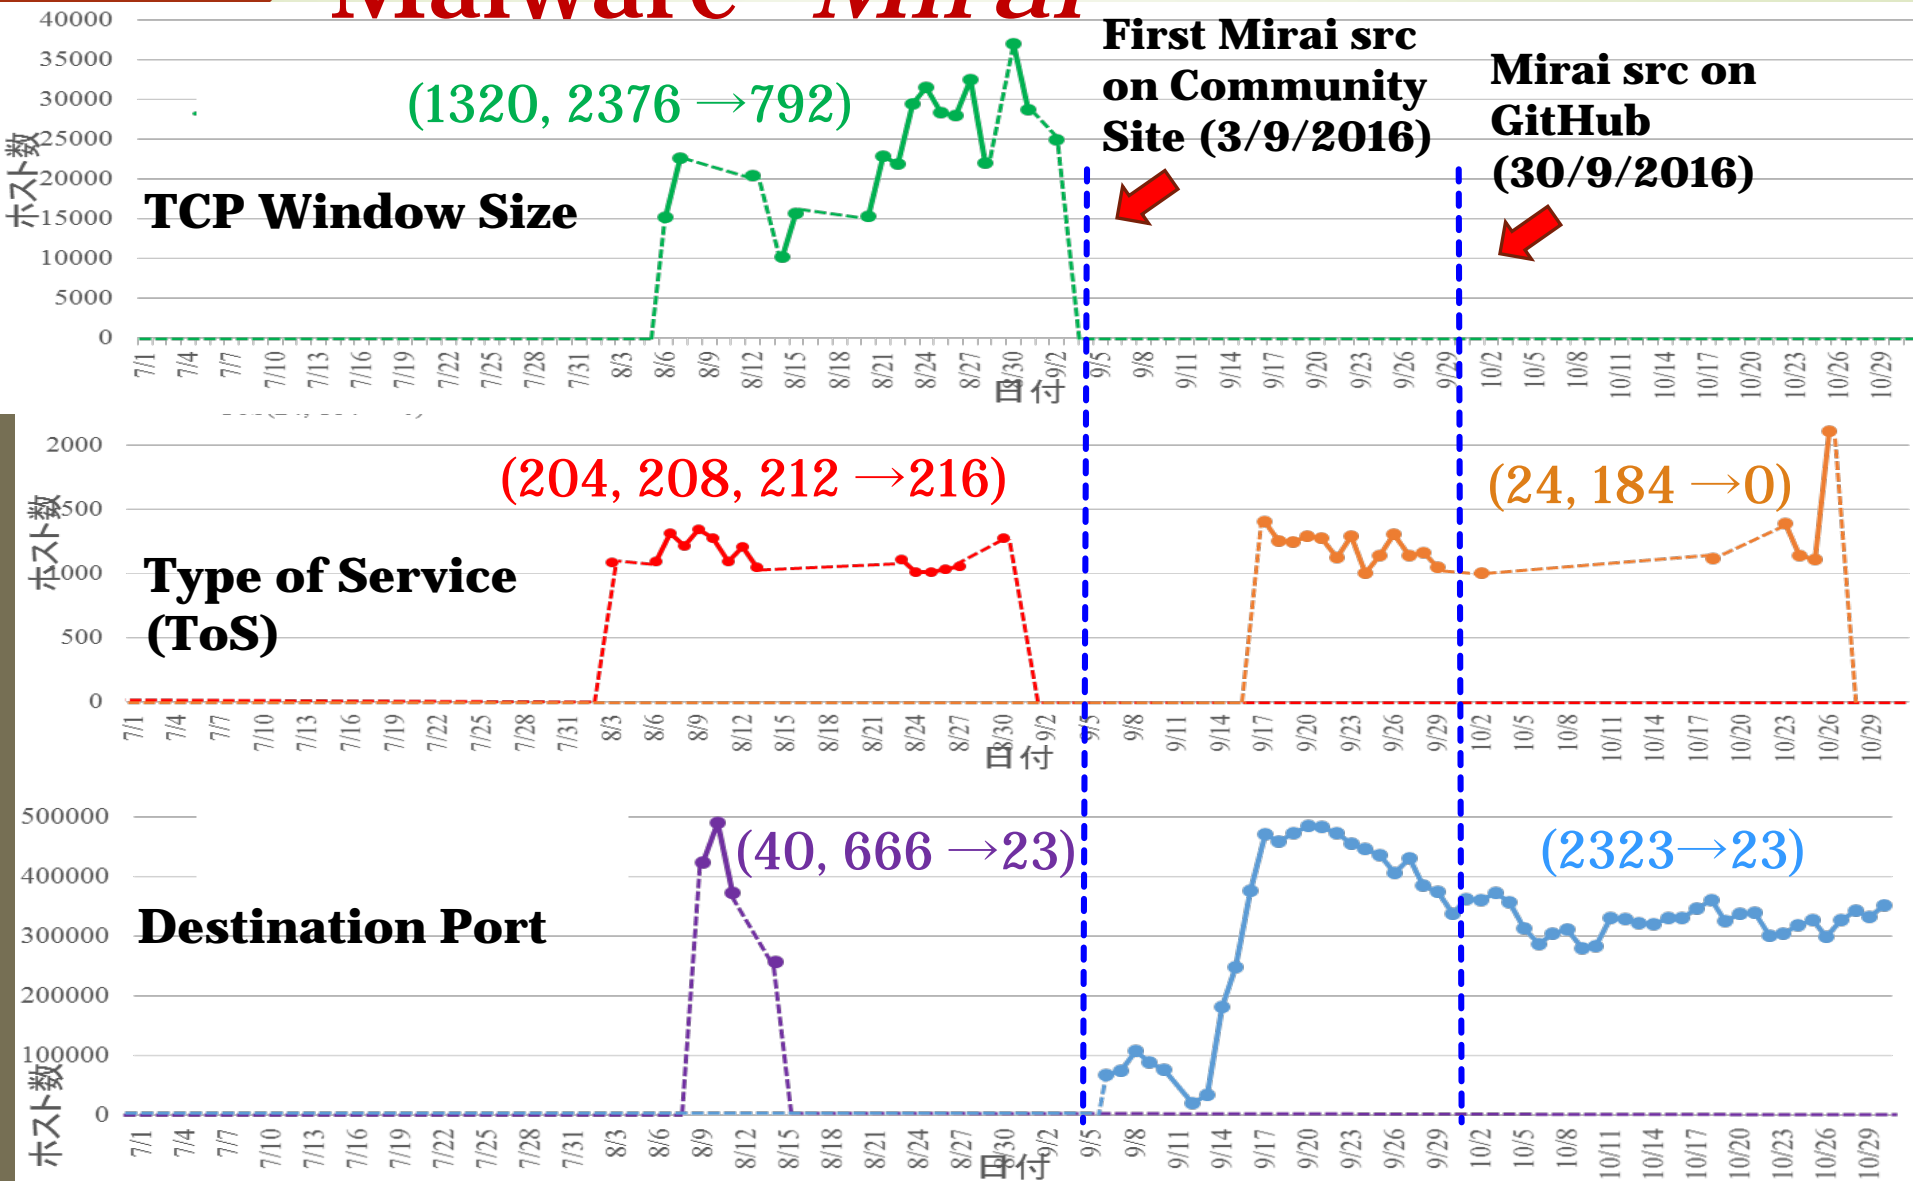 Malware "Mirai"
40000
35000
30000
25000
20000
15000
10000
5000
0
ホスト数
(1320, 2376 →792)
TCP Window Size
First Mirai src
on Community
Site (3/9/2016)
Mirai src on
GitHub
(30/9/2016)
7/1 7/4 7/7 7/10 7/13 7/16 7/19 7/22 7/25 7/28 7/31 8/3 8/6 8/9 8/12 8/15 8/18 8/21 8/24 8/27 8/30 9/2 9/5 9/8 9/11 9/14 9/17 9/20 9/23 9/26 9/29 10/2 10/5 10/8 10/11 10/14 10/17 10/20 10/23 10/26 10/29
日付
2000
1500
1000
500
0
ホスト数
(204, 208, 212 →216)
(24, 184 →0)
Type of Service
(ToS)
7/1 7/4 7/7 7/10 7/13 7/16 7/19 7/22 7/25 7/28 7/31 8/3 8/6 8/9 8/12 8/15 8/18 8/21 8/24 8/27 8/30 9/2 9/5 9/8 9/11 9/14 9/17 9/20 9/23 9/26 9/29 10/2 10/5 10/8 10/11 10/14 10/17 10/20 10/23 10/26 10/29
日付
500000
400000
300000
200000
100000
0
ホスト数
(40, 666 →23)
(2323→23)
Destination Port
7/1 7/4 7/7 7/10 7/13 7/16 7/19 7/22 7/25 7/28 7/31 8/3 8/6 8/9 8/12 8/15 8/18 8/21 8/24 8/27 8/30 9/2 9/5 9/8 9/11 9/14 9/17 9/20 9/23 9/26 9/29 10/2 10/5 10/8 10/11 10/14 10/17 10/20 10/23 10/26 10/29
日付